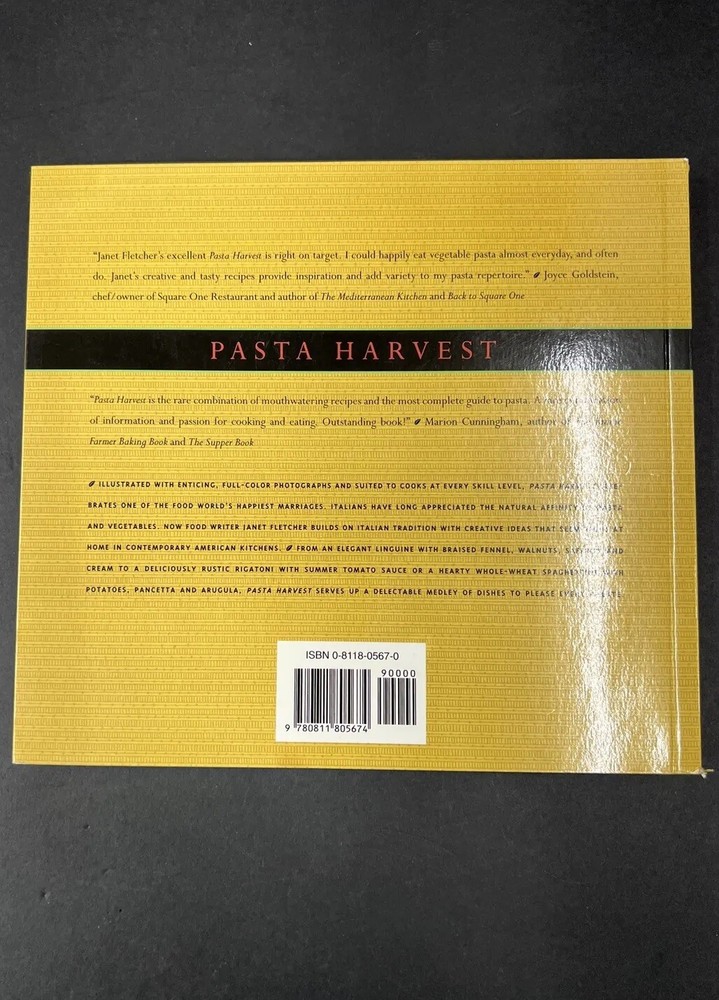 “Janet Fletcher's excellent Pasta Harvest is right on target. I could happily eat vegetable pasta almost everyday, and often
do. Janet's creative and tasty recipes provide inspiration and add variety to my pasta repertoire.” Joyce Goldstein,
chef/owner of Square One Restaurant and author of The Mediterranean Kitchen and Back to Square One
PASTA HARVEST
“Pasta Harvest is the rare combination of mouthwatering recipes and the most complete guide to pasta. A
of information and passion for cooking and eating. Outstanding book!” Marion Cunningham, author of
Farmer Baking Book and The Supper Book
ILLUSTRATED WITH ENTICING, FULL-COLOR PHOTOGRAPHS AND SUITED TO COOKS AT EVERY SKILL LEVEL, PASTA
BRATES ONE OF THE FOOD WORLD'S HAPPIEST MARRIAGES. ITALIANS HAVE LONG APPRECIATED THE NATURAL AFFINITY PASTA
AND VEGETABLES. NOW FOOD WRITER JANET FLETCHER BUILDS ON ITALIAN TRADITION WITH CREATIVE IDEAS THAT AT
HOME IN CONTEMPORARY AMERICAN KITCHENS. FROM AN ELEGANT LINGUINE WITH BRAISED FENNEL, WALNUTS, AND
CREAM TO A DELICIOUSLY RUSTIC RIGATONI WITH SUMMER TOMATO SAUCE OR A HEARTY WHOLE-WHEAT SPAGHETTI WITH
POTATOES, PANCETTA AND ARUGULA, PASTA HARVEST SERVES UP A DELECTABLE MEDLEY OF DISHES TO PLEASE
ISBN 0-8118-0567-0
90000
9 780811 805674